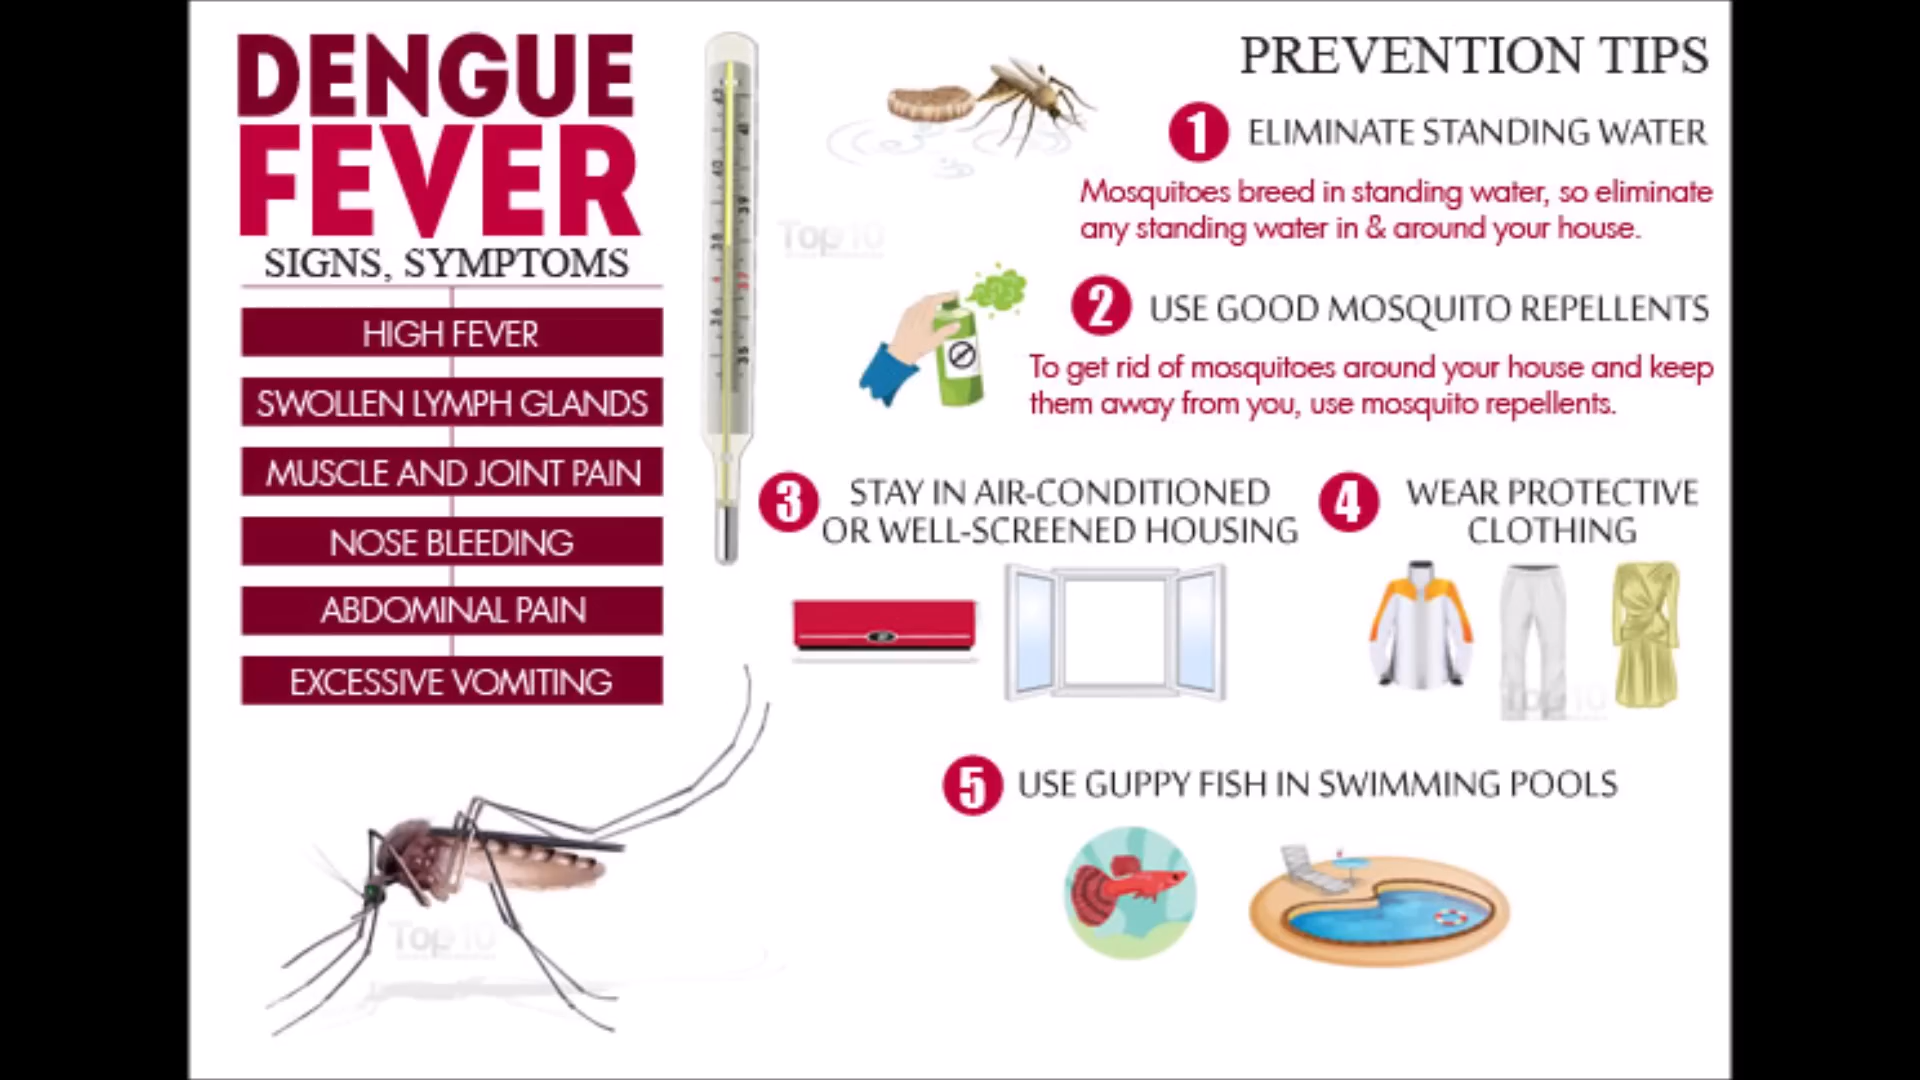 DENGUE
FEVER
SIGNS, SYMPTOMS
HIGH FEVER
SWOLLEN LYMPH GLANDS
MUSCLE AND JOINT PAIN
NOSE BLEEDING
ABDOMINAL PAIN
EXCESSIVE VOMITING
PREVENTION TIPS
1 ELIMINATE STANDING WATER
Mosquitoes breed in standing water, so eliminate
any standing water in & around your house.
2 USE GOOD MOSQUITO REPELLENTS
To get rid of mosquitoes around your house and keep
them away from you, use mosquito repellents.
3 STAY IN AIR-CONDITIONED
OR WELL-SCREENED HOUSING
4 WEAR PROTECTIVE
CLOTHING
5 USE GUPPY FISH IN SWIMMING POOLS
Top10
Top10
Top10